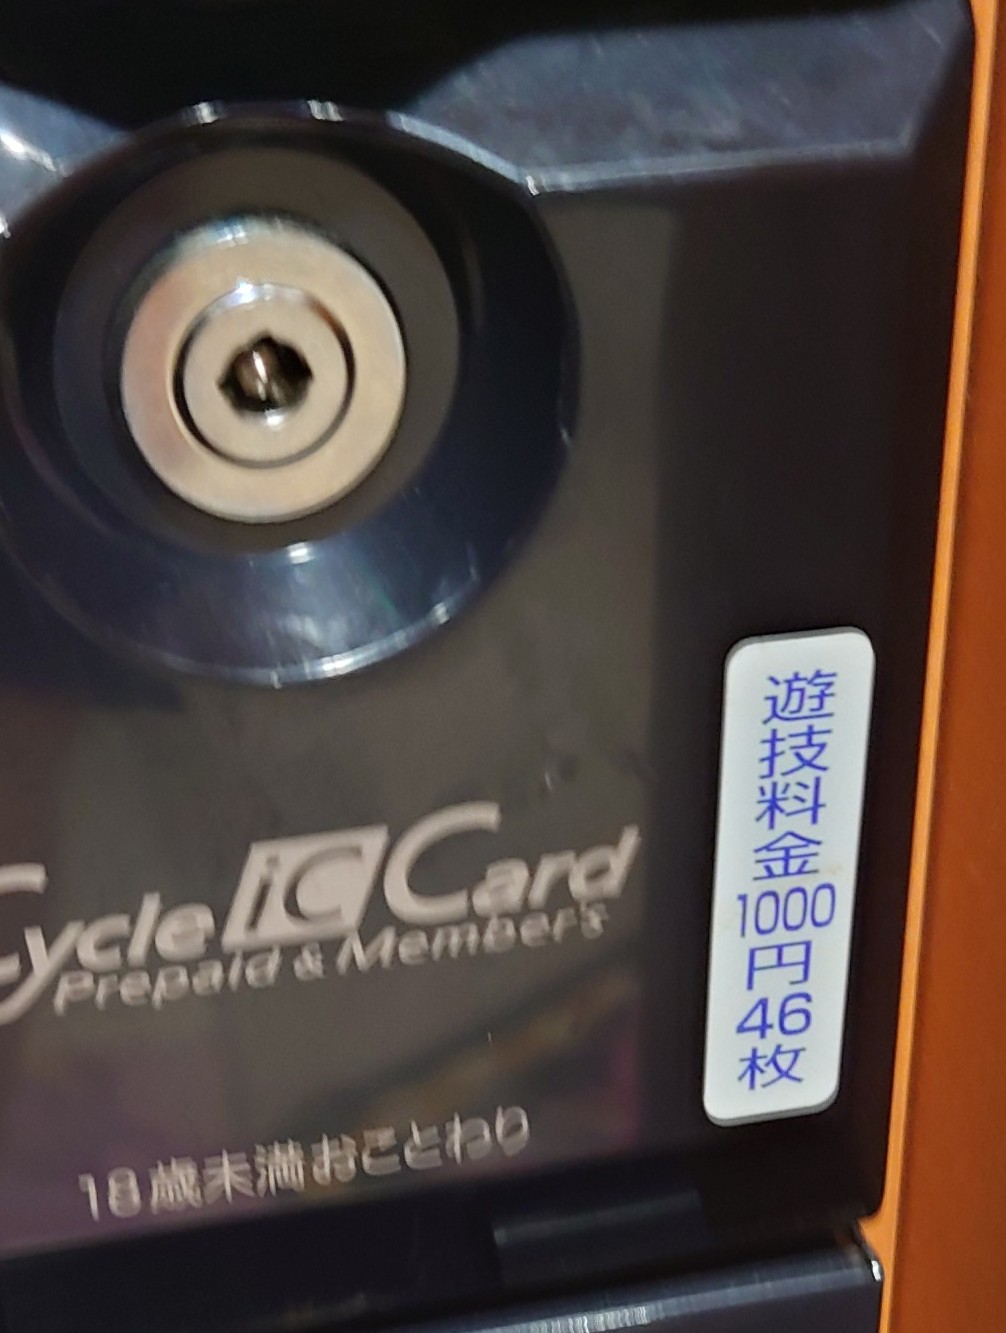 Cycle iC Card
Prepaid & Member's
18歳未満おことわり
遊技料金1000円46枚